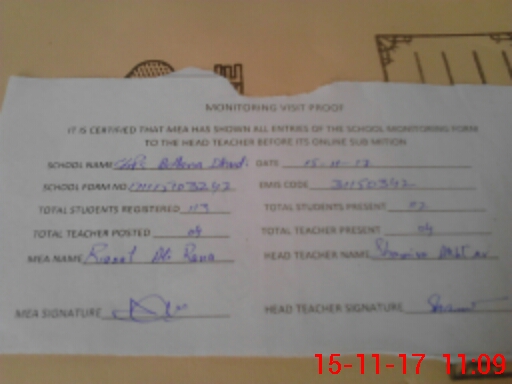 MONITORING VISIT PROOF
IT IS CERTIFIED THAT MEA HAS SHOWN ALL ENTRIES OF THE SCHOOL MONITORING FORM
TO THE HEAD TEACHER BEFORE ITS ONLINE SUB MITION
SCHOOL NAME DATE 15-11-17
SCHOOL FORM NO EMIS CODE 31150342
TOTAL STUDENTS REGISTERED 113 TOTAL STUDENTS PRESENT
TOTAL TEACHER POSTED 04 TOTAL TEACHER PRESENT 04
MEA NAME Rana HEAD TEACHER NAME
MEA SIGNATURE HEAD TEACHER SIGNATURE
15-11-17 11:09